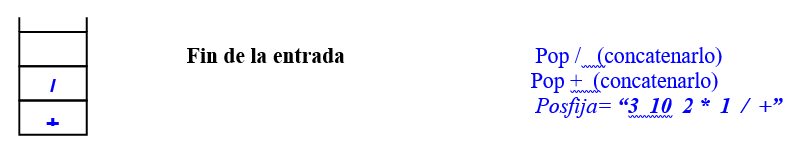 Fin de la entrada
Pop / (concatenarlo)
/
Pop + (concatenarlo)
+
Posfija= “3 10 2 * 1 / +”